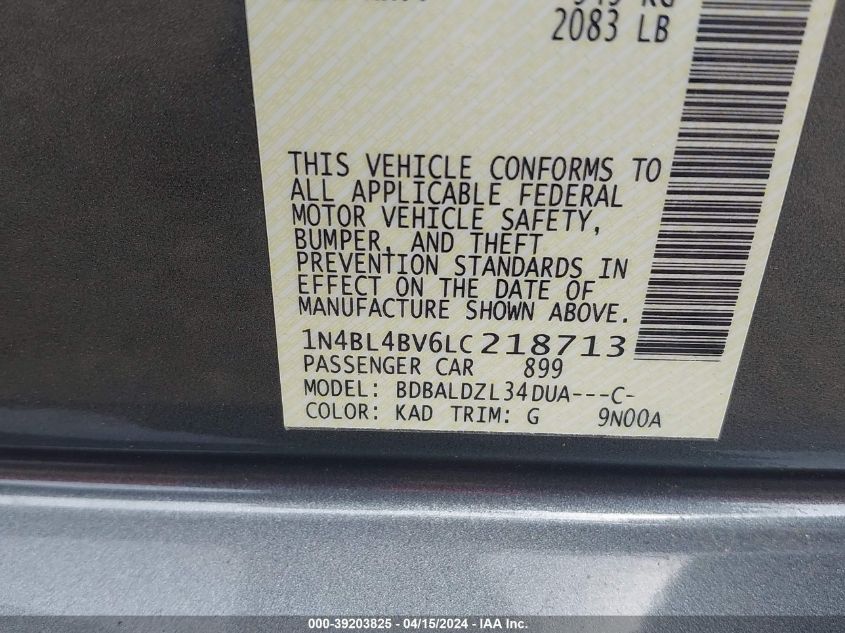 2083 LB
THIS VEHICLE CONFORMS TO
ALL APPLICABLE FEDERAL
MOTOR VEHICLE SAFETY,
BUMPER, AND THEFT
PREVENTION STANDARDS IN
EFFECT ON THE DATE OF
MANUFACTURE SHOWN ABOVE.
1N4BL4BV6LC218713
PASSENGER CAR 899
MODEL: BDBALDZL34DUA---C-
COLOR: KAD TRIM: G 9N00A
000-39203825 - 04/15/2024 - IAA Inc.